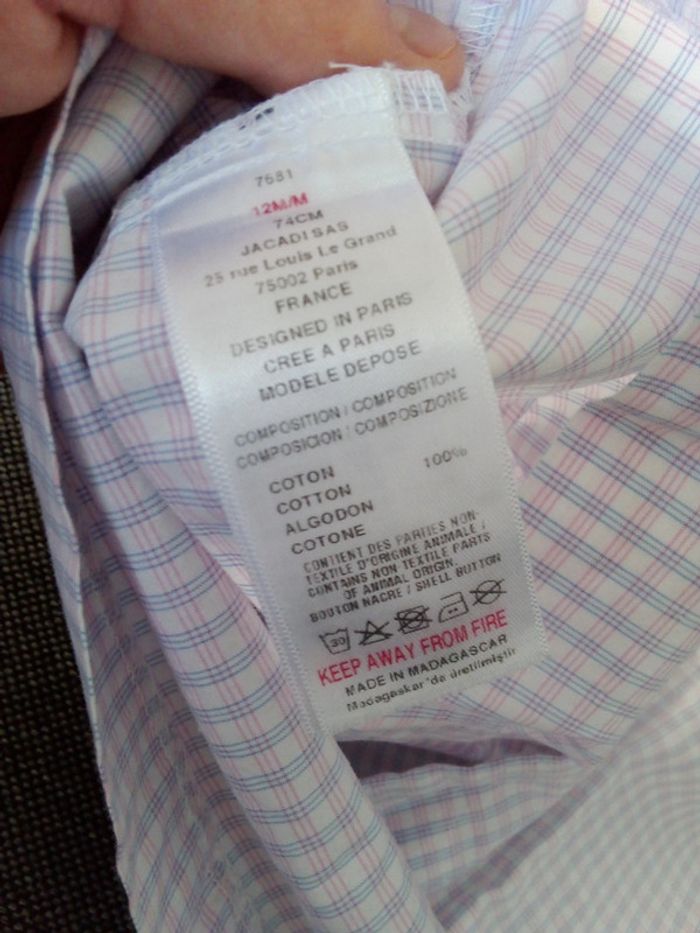 7681
12M/M
74CM
JACADI SAS
25 rue Louis Le Grand
75002 Paris
FRANCE
DESIGNED IN PARIS
CREE A PARIS
MODELE DEPOSE
COMPOSITION / COMPOSITION
COMPOSICION / COMPOSIZIONE
COTON 100%
COTTON
ALGODON
COTONE
CONTIENT DES PARTIES NON-
TEXTILE D'ORIGINE ANIMALE /
CONTAINS NON TEXTILE PARTS
OF ANIMAL ORIGIN.
BOUTON NACRE / SHELL BUTTON
30
KEEP AWAY FROM FIRE
MADE IN MADAGASCAR
Madagaskar'da üretilmiştir